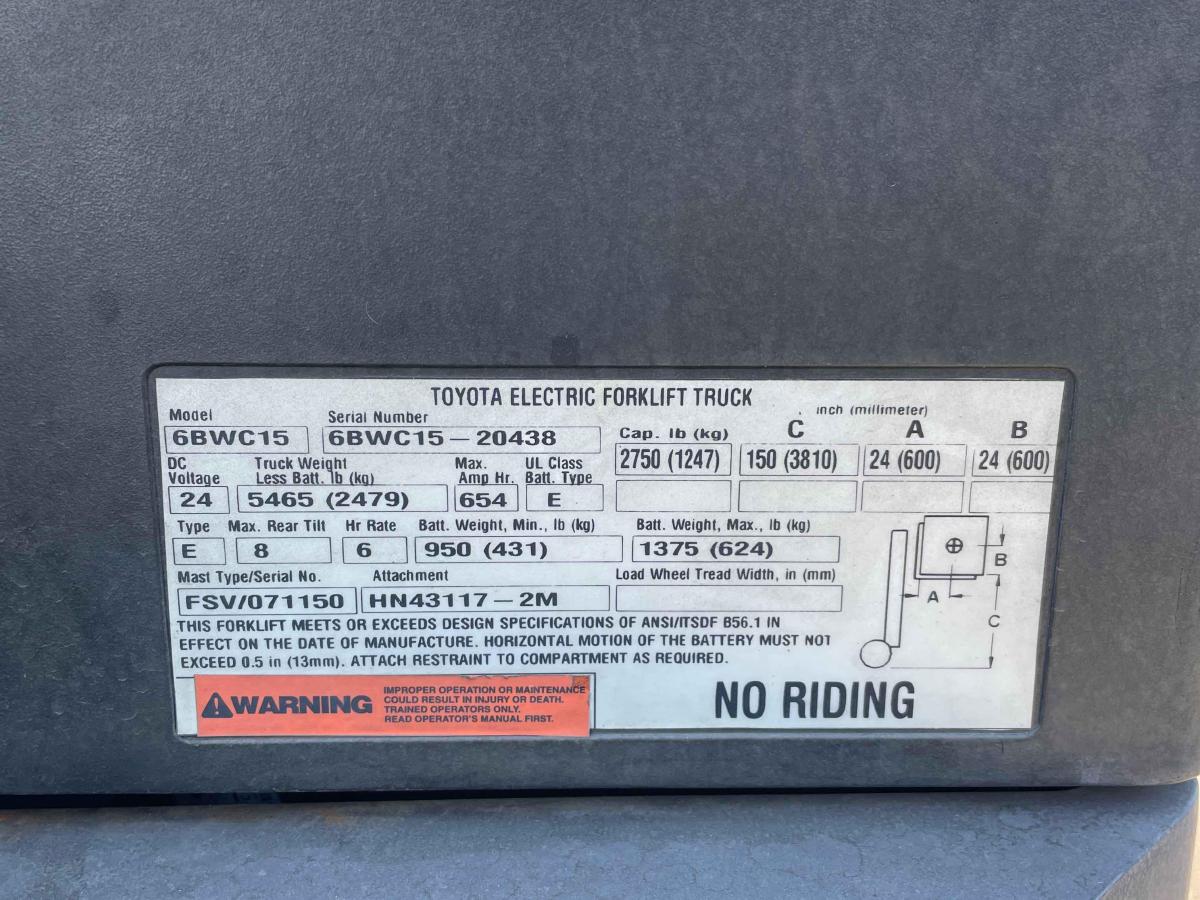 TOYOTA ELECTRIC FORKLIFT TRUCK
Model Serial Number
6BWC15 6BWC15 - 20438
inch (millimeter)
Cap. lb (kg) C A B
2750 (1247) 150 (3810) 24 (600) 24 (600)
DC Voltage Truck Weight Less Batt. lb (kg) Max. Amp Hr. UL Class Batt. Type
24 5465 (2479) 654 E
Type Max. Rear Tilt Hr Rate Batt. Weight, Min., lb (kg) Batt. Weight, Max., lb (kg)
E 8 6 950 (431) 1375 (624)
Mast Type/Serial No. Attachment Load Wheel Tread Width, in (mm)
FSV/071150 HN43117 - 2M
B
A
C
THIS FORKLIFT MEETS OR EXCEEDS DESIGN SPECIFICATIONS OF ANSI/ITSDF B56.1 IN
EFFECT ON THE DATE OF MANUFACTURE. HORIZONTAL MOTION OF THE BATTERY MUST NOT
EXCEED 0.5 in (13mm). ATTACH RESTRAINT TO COMPARTMENT AS REQUIRED.
WARNING
IMPROPER OPERATION OR MAINTENANCE
COULD RESULT IN INJURY OR DEATH.
TRAINED OPERATORS ONLY.
READ OPERATOR'S MANUAL FIRST.
NO RIDING